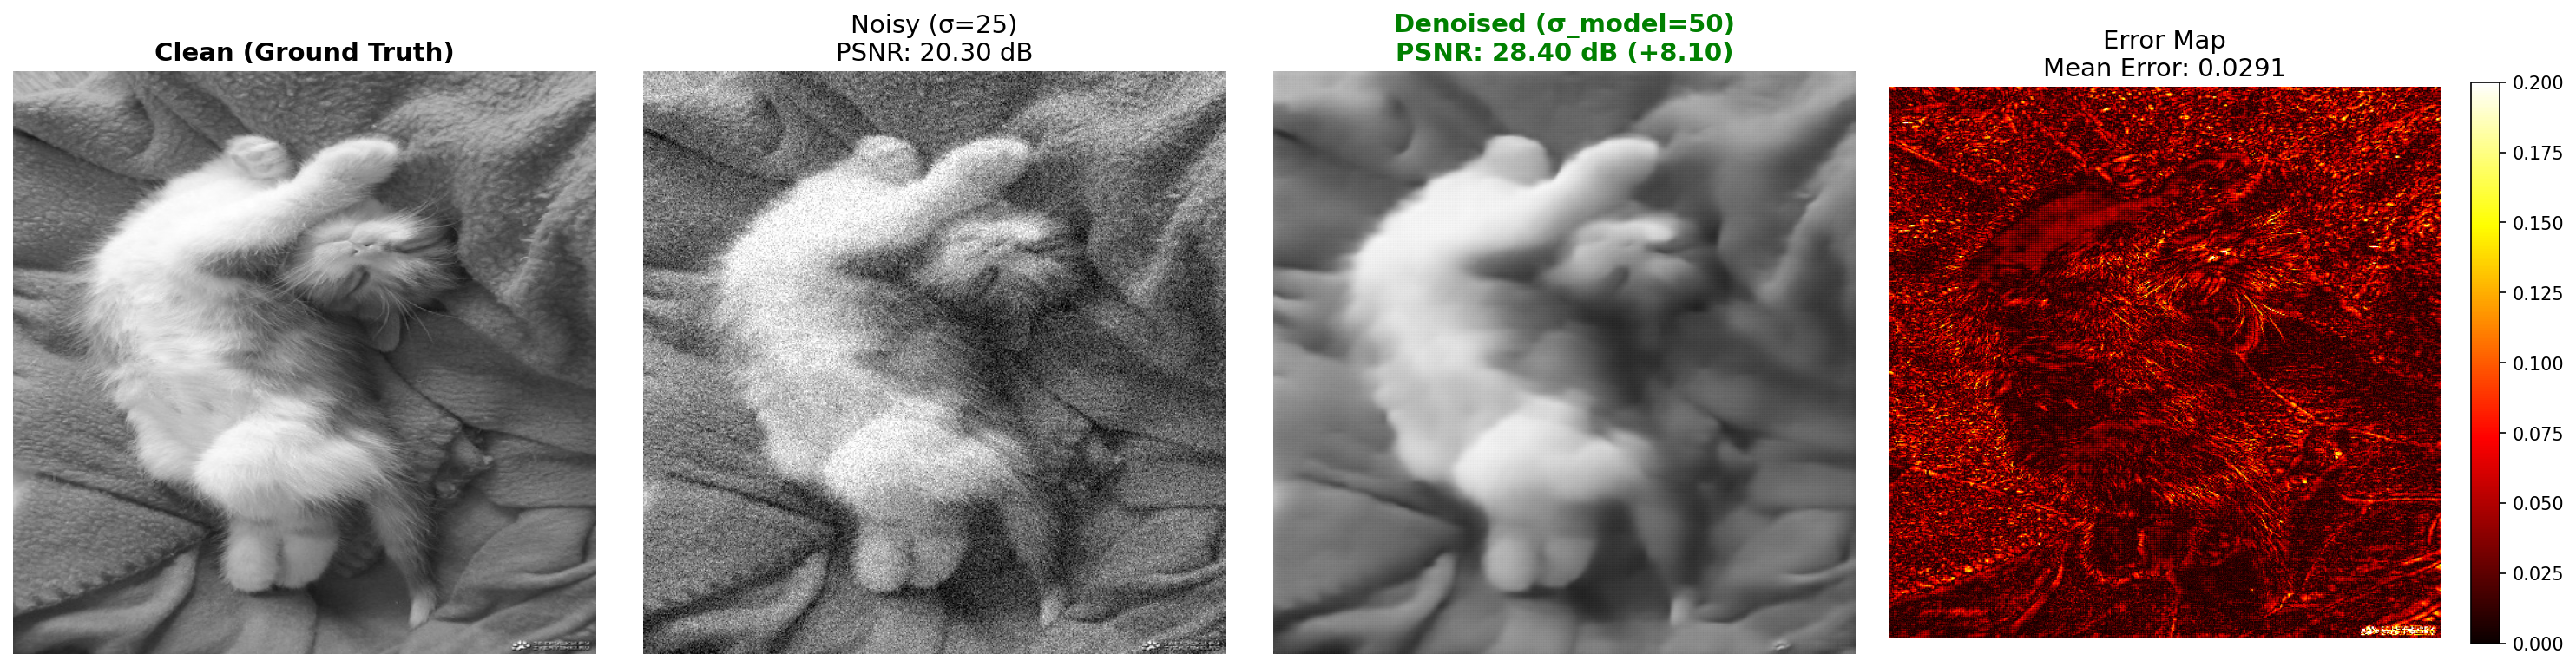 Clean (Ground Truth)
Noisy (σ=25)
PSNR: 20.30 dB
Denoised (σ_model=50)
PSNR: 28.40 dB (+8.10)
Error Map
Mean Error: 0.0291
0.200
0.175
0.150
0.125
0.100
0.075
0.050
0.025
0.000